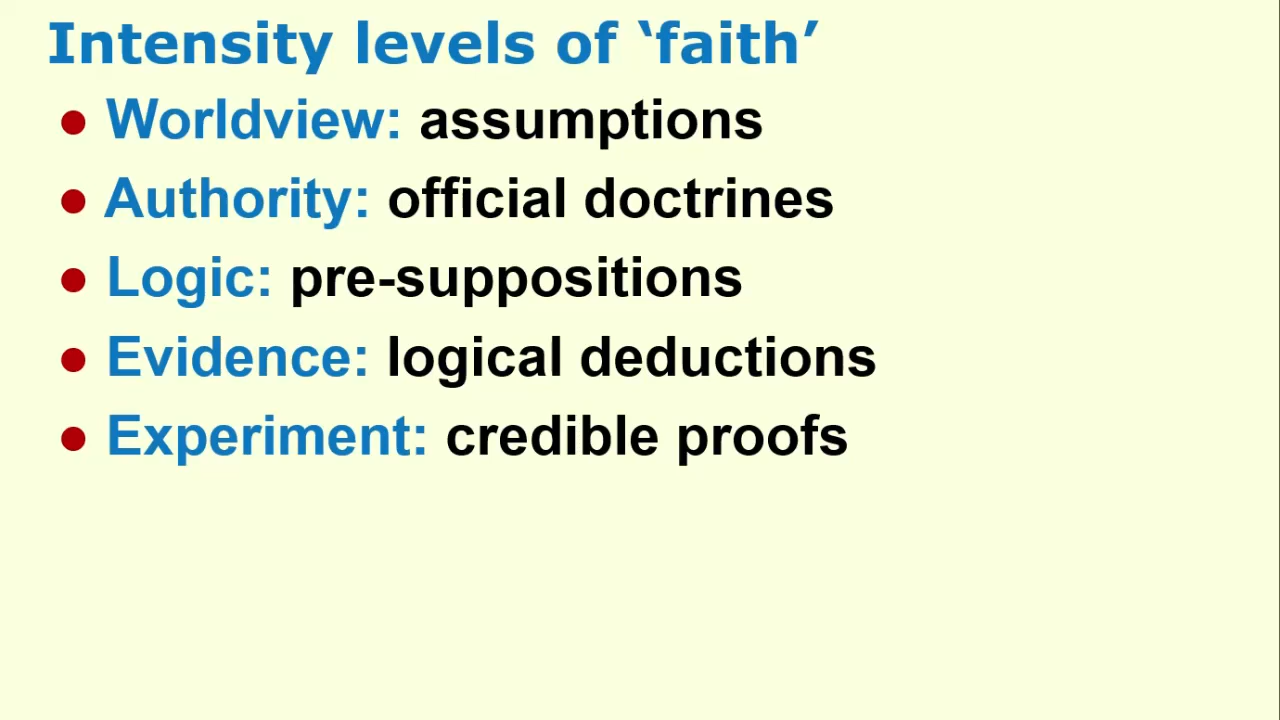 Intensity levels of ‘faith’
● Worldview: assumptions
● Authority: official doctrines
● Logic: pre-suppositions
● Evidence: logical deductions
● Experiment: credible proofs